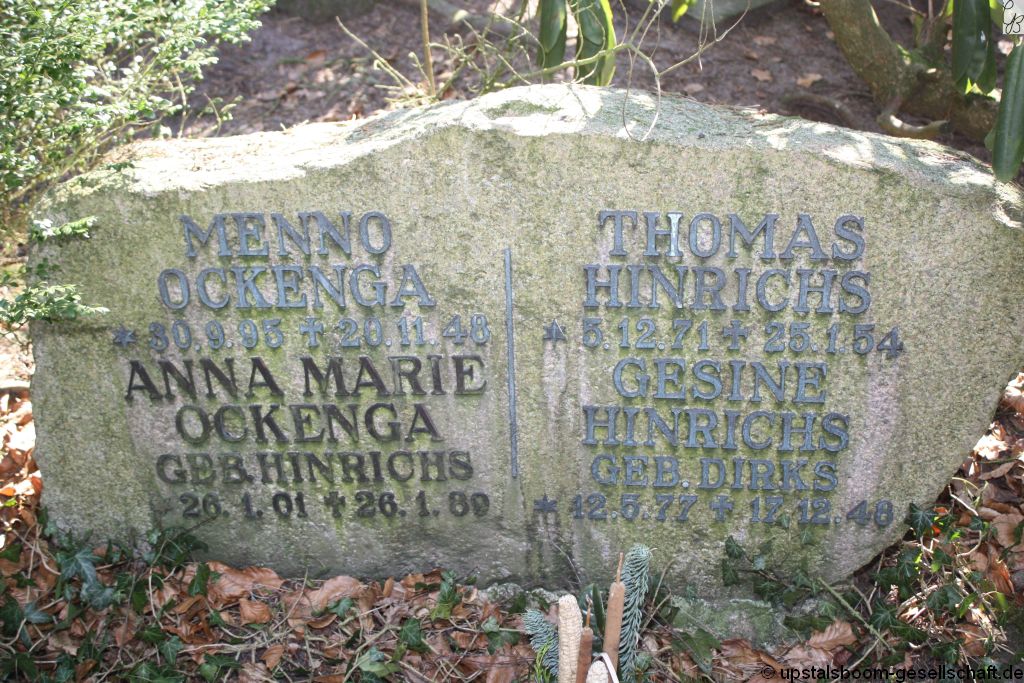 MENNO
OCKENGA
* 30.9.95 ✝ 20.11.48
ANNA MARIE
OCKENGA
GEB. HINRICHS
* 26.1.01 ✝ 26.1.89
THOMAS
HINRICHS
* 5.12.71 ✝ 25.1.54
GESINE
HINRICHS
GEB. DIRKS
* 12.5.77 ✝ 17.12.48
© upstalsboom-gesellschaft.de